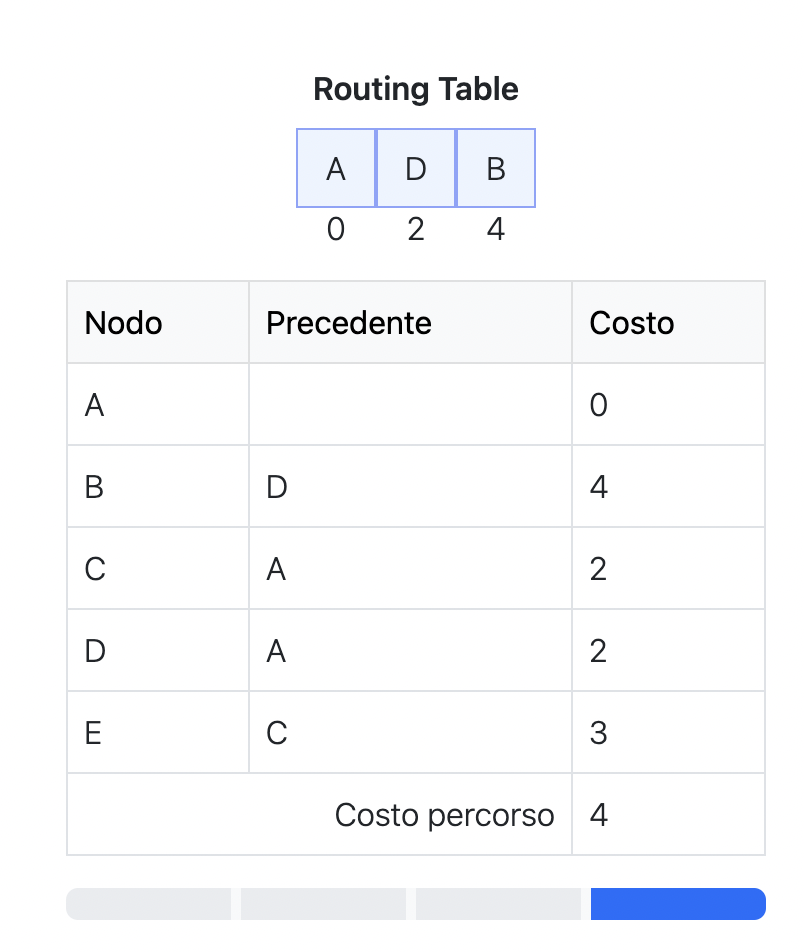 Routing Table
A D B
0 2 4
Nodo Precedente Costo
A 0
B D 4
C A 2
D A 2
E C 3
Costo percorso 4